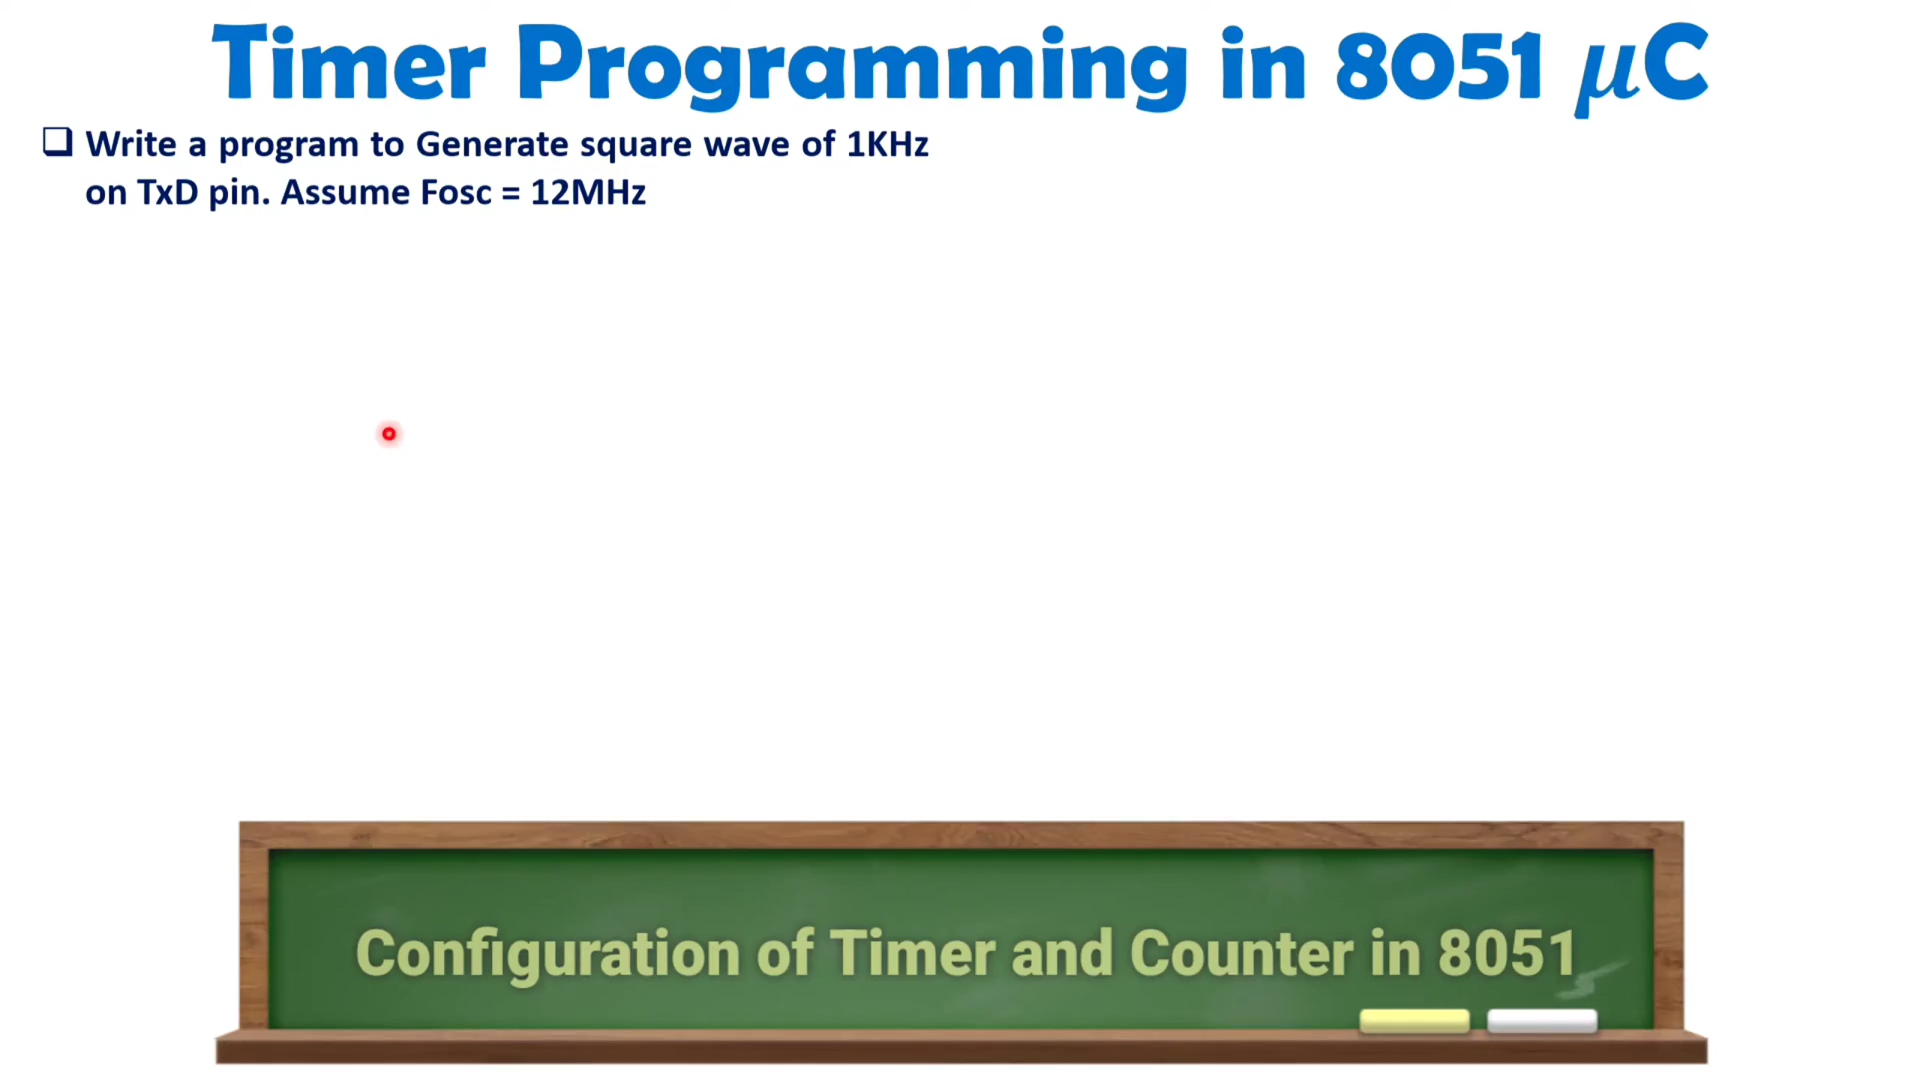 Timer Programming in 8051 μC
❑ Write a program to Generate square wave of 1KHz
on TxD pin. Assume Fosc = 12MHz
Configuration of Timer and Counter in 8051